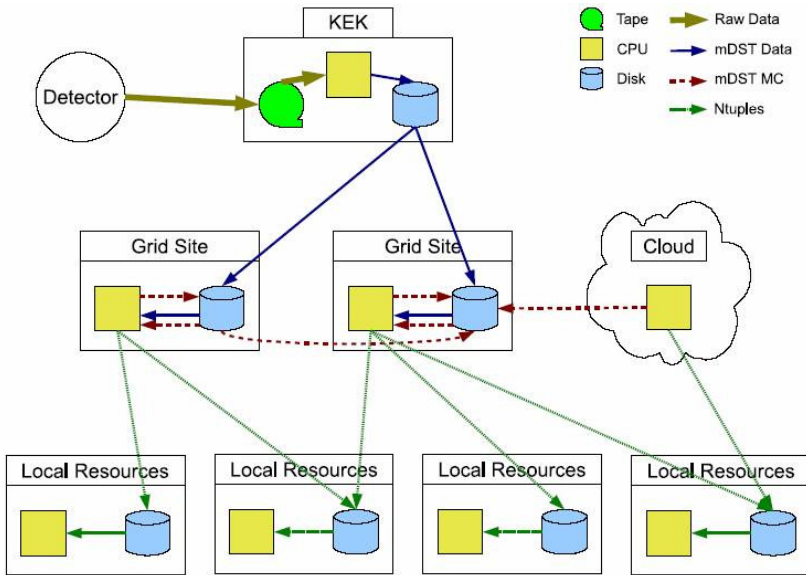 KEK
Tape
Raw Data
CPU
mDST Data
Disk
mDST MC
Ntuples
Detector
Grid Site
Grid Site
Cloud
Local Resources
Local Resources
Local Resources
Local Resources